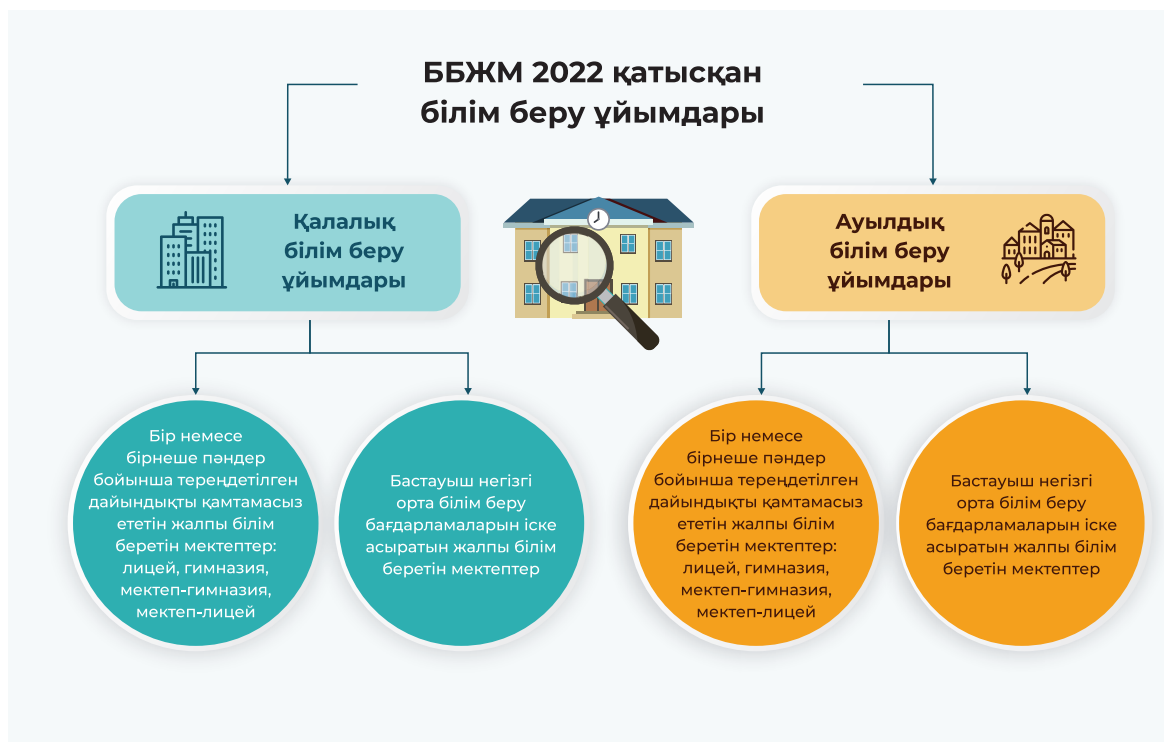 ББЖМ 2022 қатысқан
білім беру ұйымдары
Қалалық
білім беру
ұйымдары
Ауылдық
білім беру
ұйымдары
Бір немесе
бірнеше пәндер
бойынша тереңдетілген
дайындықты қамтамасыз
ететін жалпы білім
беретін мектептер:
лицей, гимназия,
мектеп-гимназия,
мектеп-лицей
Бастауыш негізгі
орта білім беру
бағдарламаларын іске
асыратын жалпы білім
беретін мектептер
Бір немесе
бірнеше пәндер
бойынша тереңдетілген
дайындықты қамтамасыз
ететін жалпы білім
беретін мектептер:
лицей, гимназия,
мектеп-гимназия,
мектеп-лицей
Бастауыш негізгі
орта білім беру
бағдарламаларын іске
асыратын жалпы білім
беретін мектептер